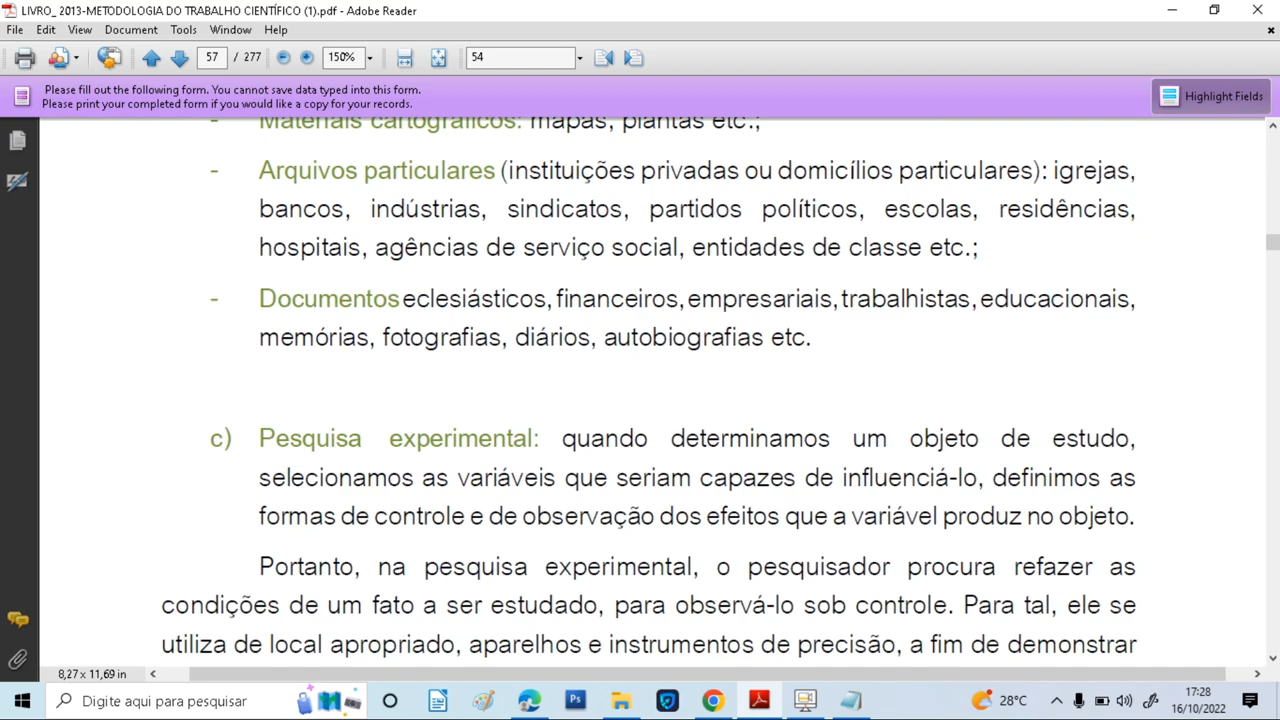 LIVRO_ 2013-METODOLOGIA DO TRABALHO CIENTÍFICO (1).pdf - Adobe Reader
File Edit View Document Tools Window Help
57 / 277 150% 54
Please fill out the following form. You cannot save data typed into this form.
Please print your completed form if you would like a copy for your records.
Highlight Fields
- Materiais cartográficos: mapas, plantas etc.;
- Arquivos particulares (instituições privadas ou domicílios particulares): igrejas,
bancos, indústrias, sindicatos, partidos políticos, escolas, residências,
hospitais, agências de serviço social, entidades de classe etc.;
- Documentos eclesiásticos, financeiros, empresariais, trabalhistas, educacionais,
memórias, fotografias, diários, autobiografias etc.
c) Pesquisa experimental: quando determinamos um objeto de estudo,
selecionamos as variáveis que seriam capazes de influenciá-lo, definimos as
formas de controle e de observação dos efeitos que a variável produz no objeto.
Portanto, na pesquisa experimental, o pesquisador procura refazer as
condições de um fato a ser estudado, para observá-lo sob controle. Para tal, ele se
utiliza de local apropriado, aparelhos e instrumentos de precisão, a fim de demonstrar
8,27 x 11,69 in
Digite aqui para pesquisar
Ps
28°C
17:28
16/10/2022